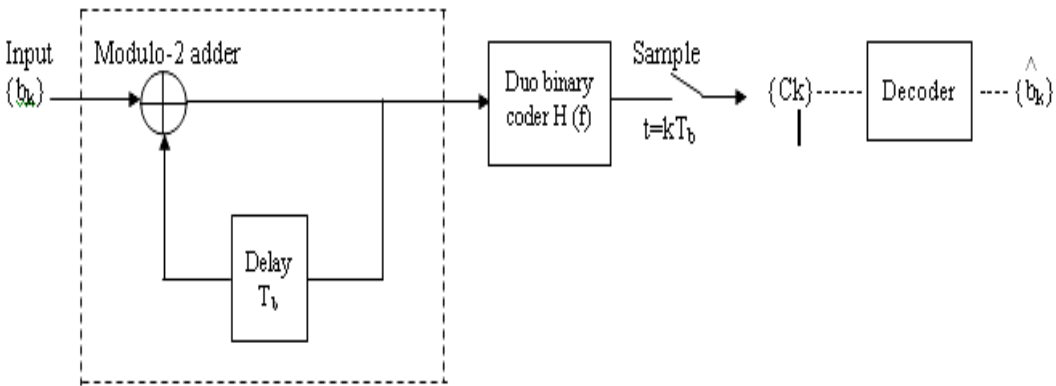 Input
{bk}
Modulo-2 adder
Delay
Tb
Duo binary
coder H (f)
Sample
t=kTb
{Ck}
Decoder
{b̂k}